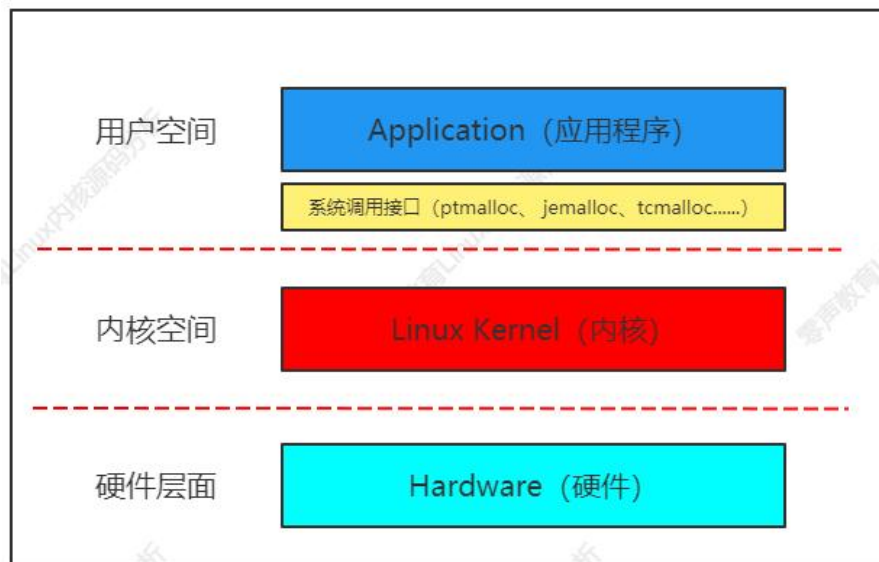 用户空间
Application（应用程序）
系统调用接口（ptmalloc、 jemalloc、tcmalloc......）
内核空间
Linux Kernel（内核）
硬件层面
Hardware（硬件）